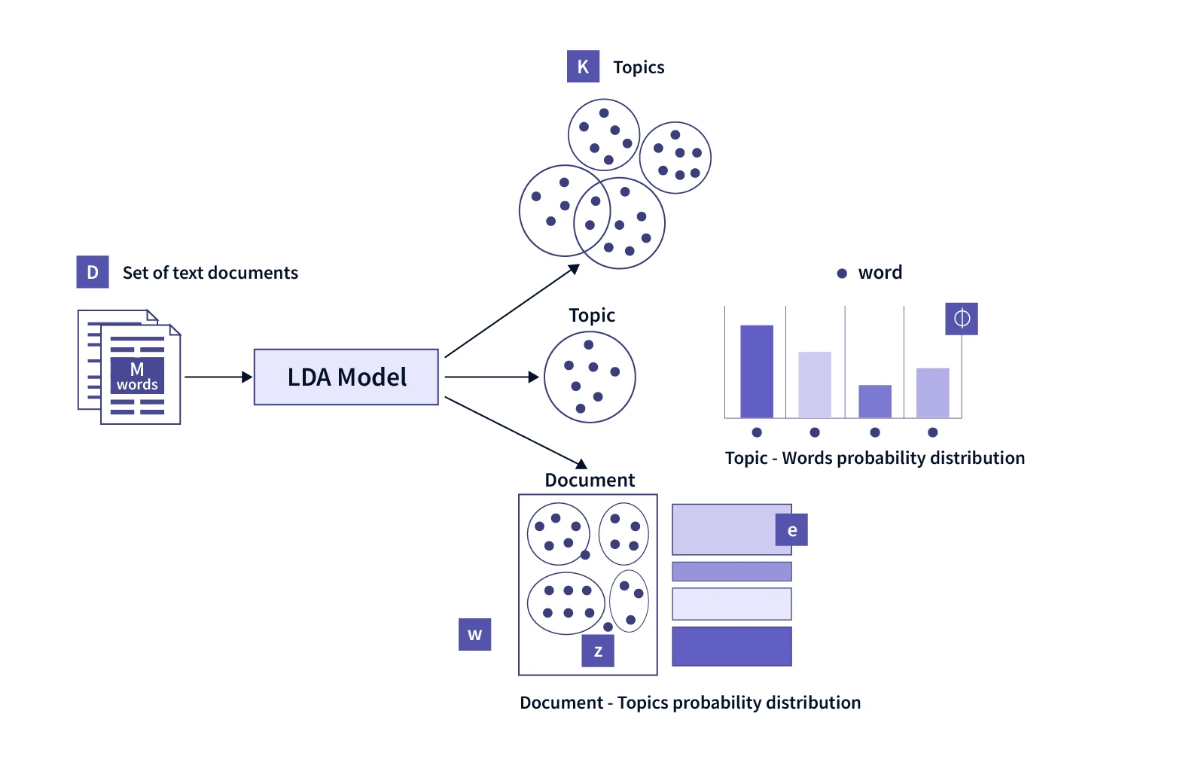 K Topics
D Set of text documents
word
Φ
Topic
M
words
LDA Model
Topic - Words probability distribution
Document
e
w
z
Document - Topics probability distribution